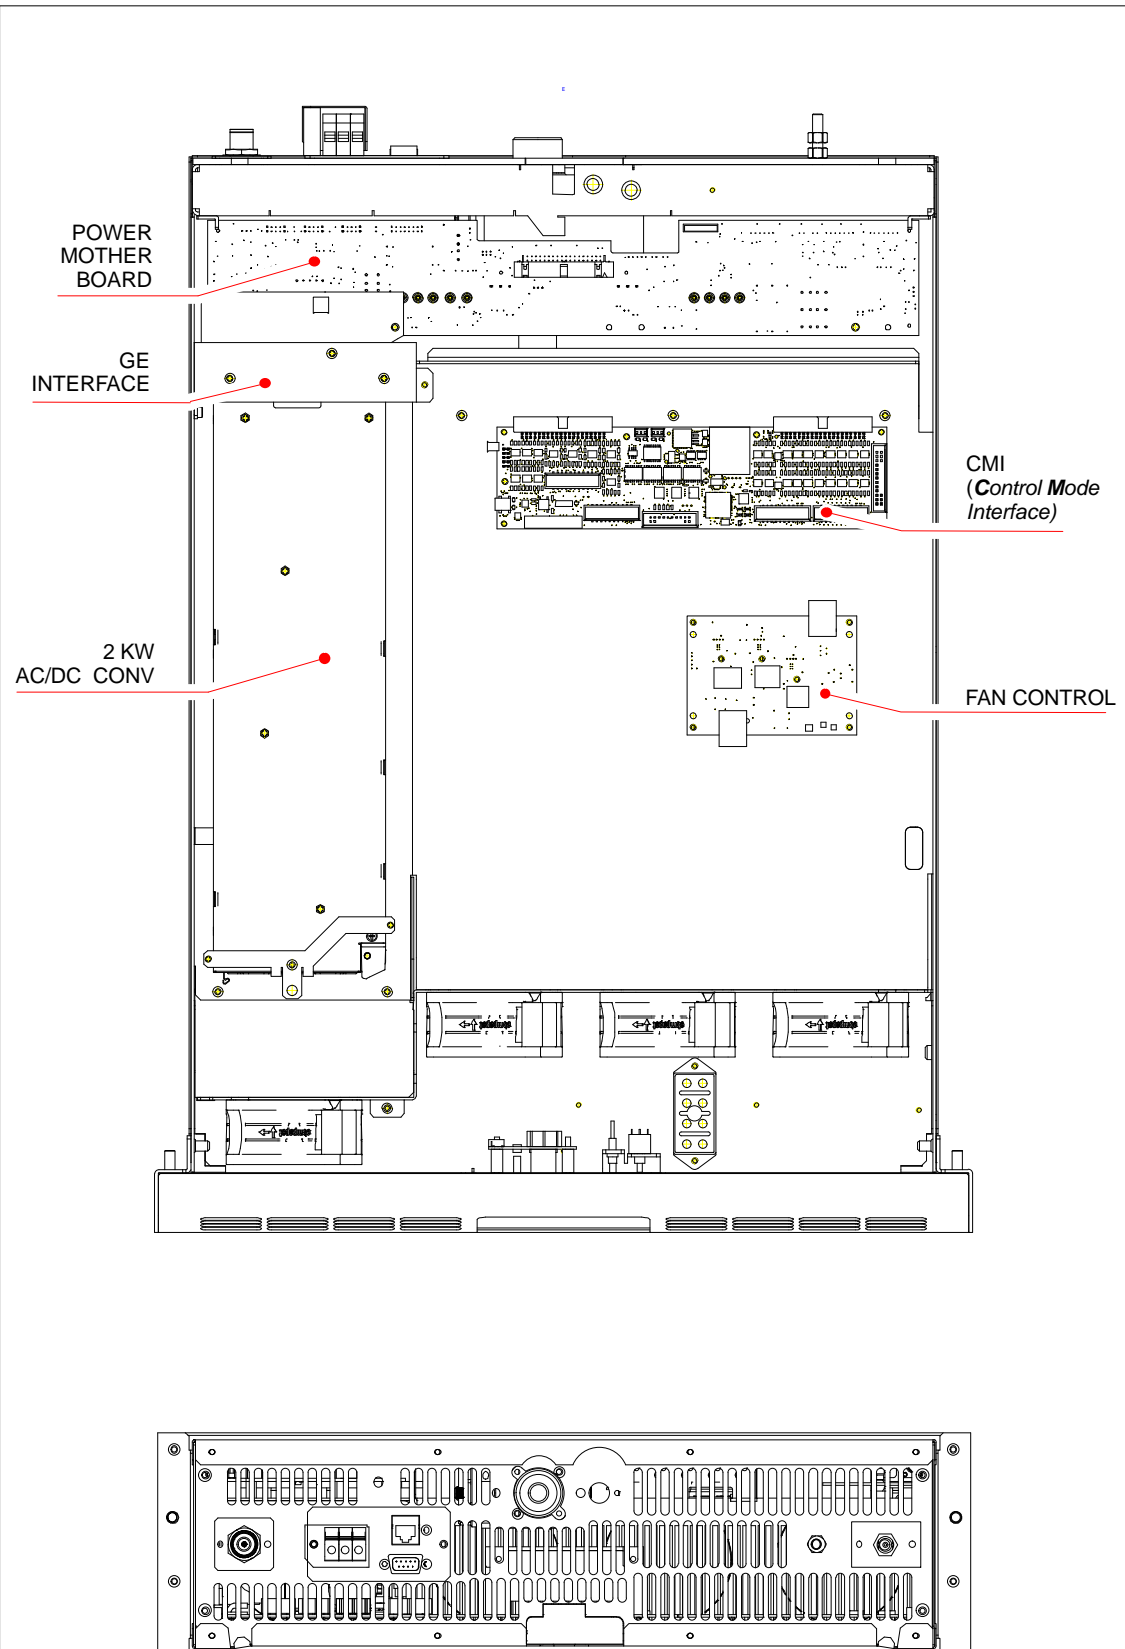 E
POWER
MOTHER
BOARD
GE
INTERFACE
CMI
(Control Mode
Interface)
2 KW
AC/DC CONV
FAN CONTROL